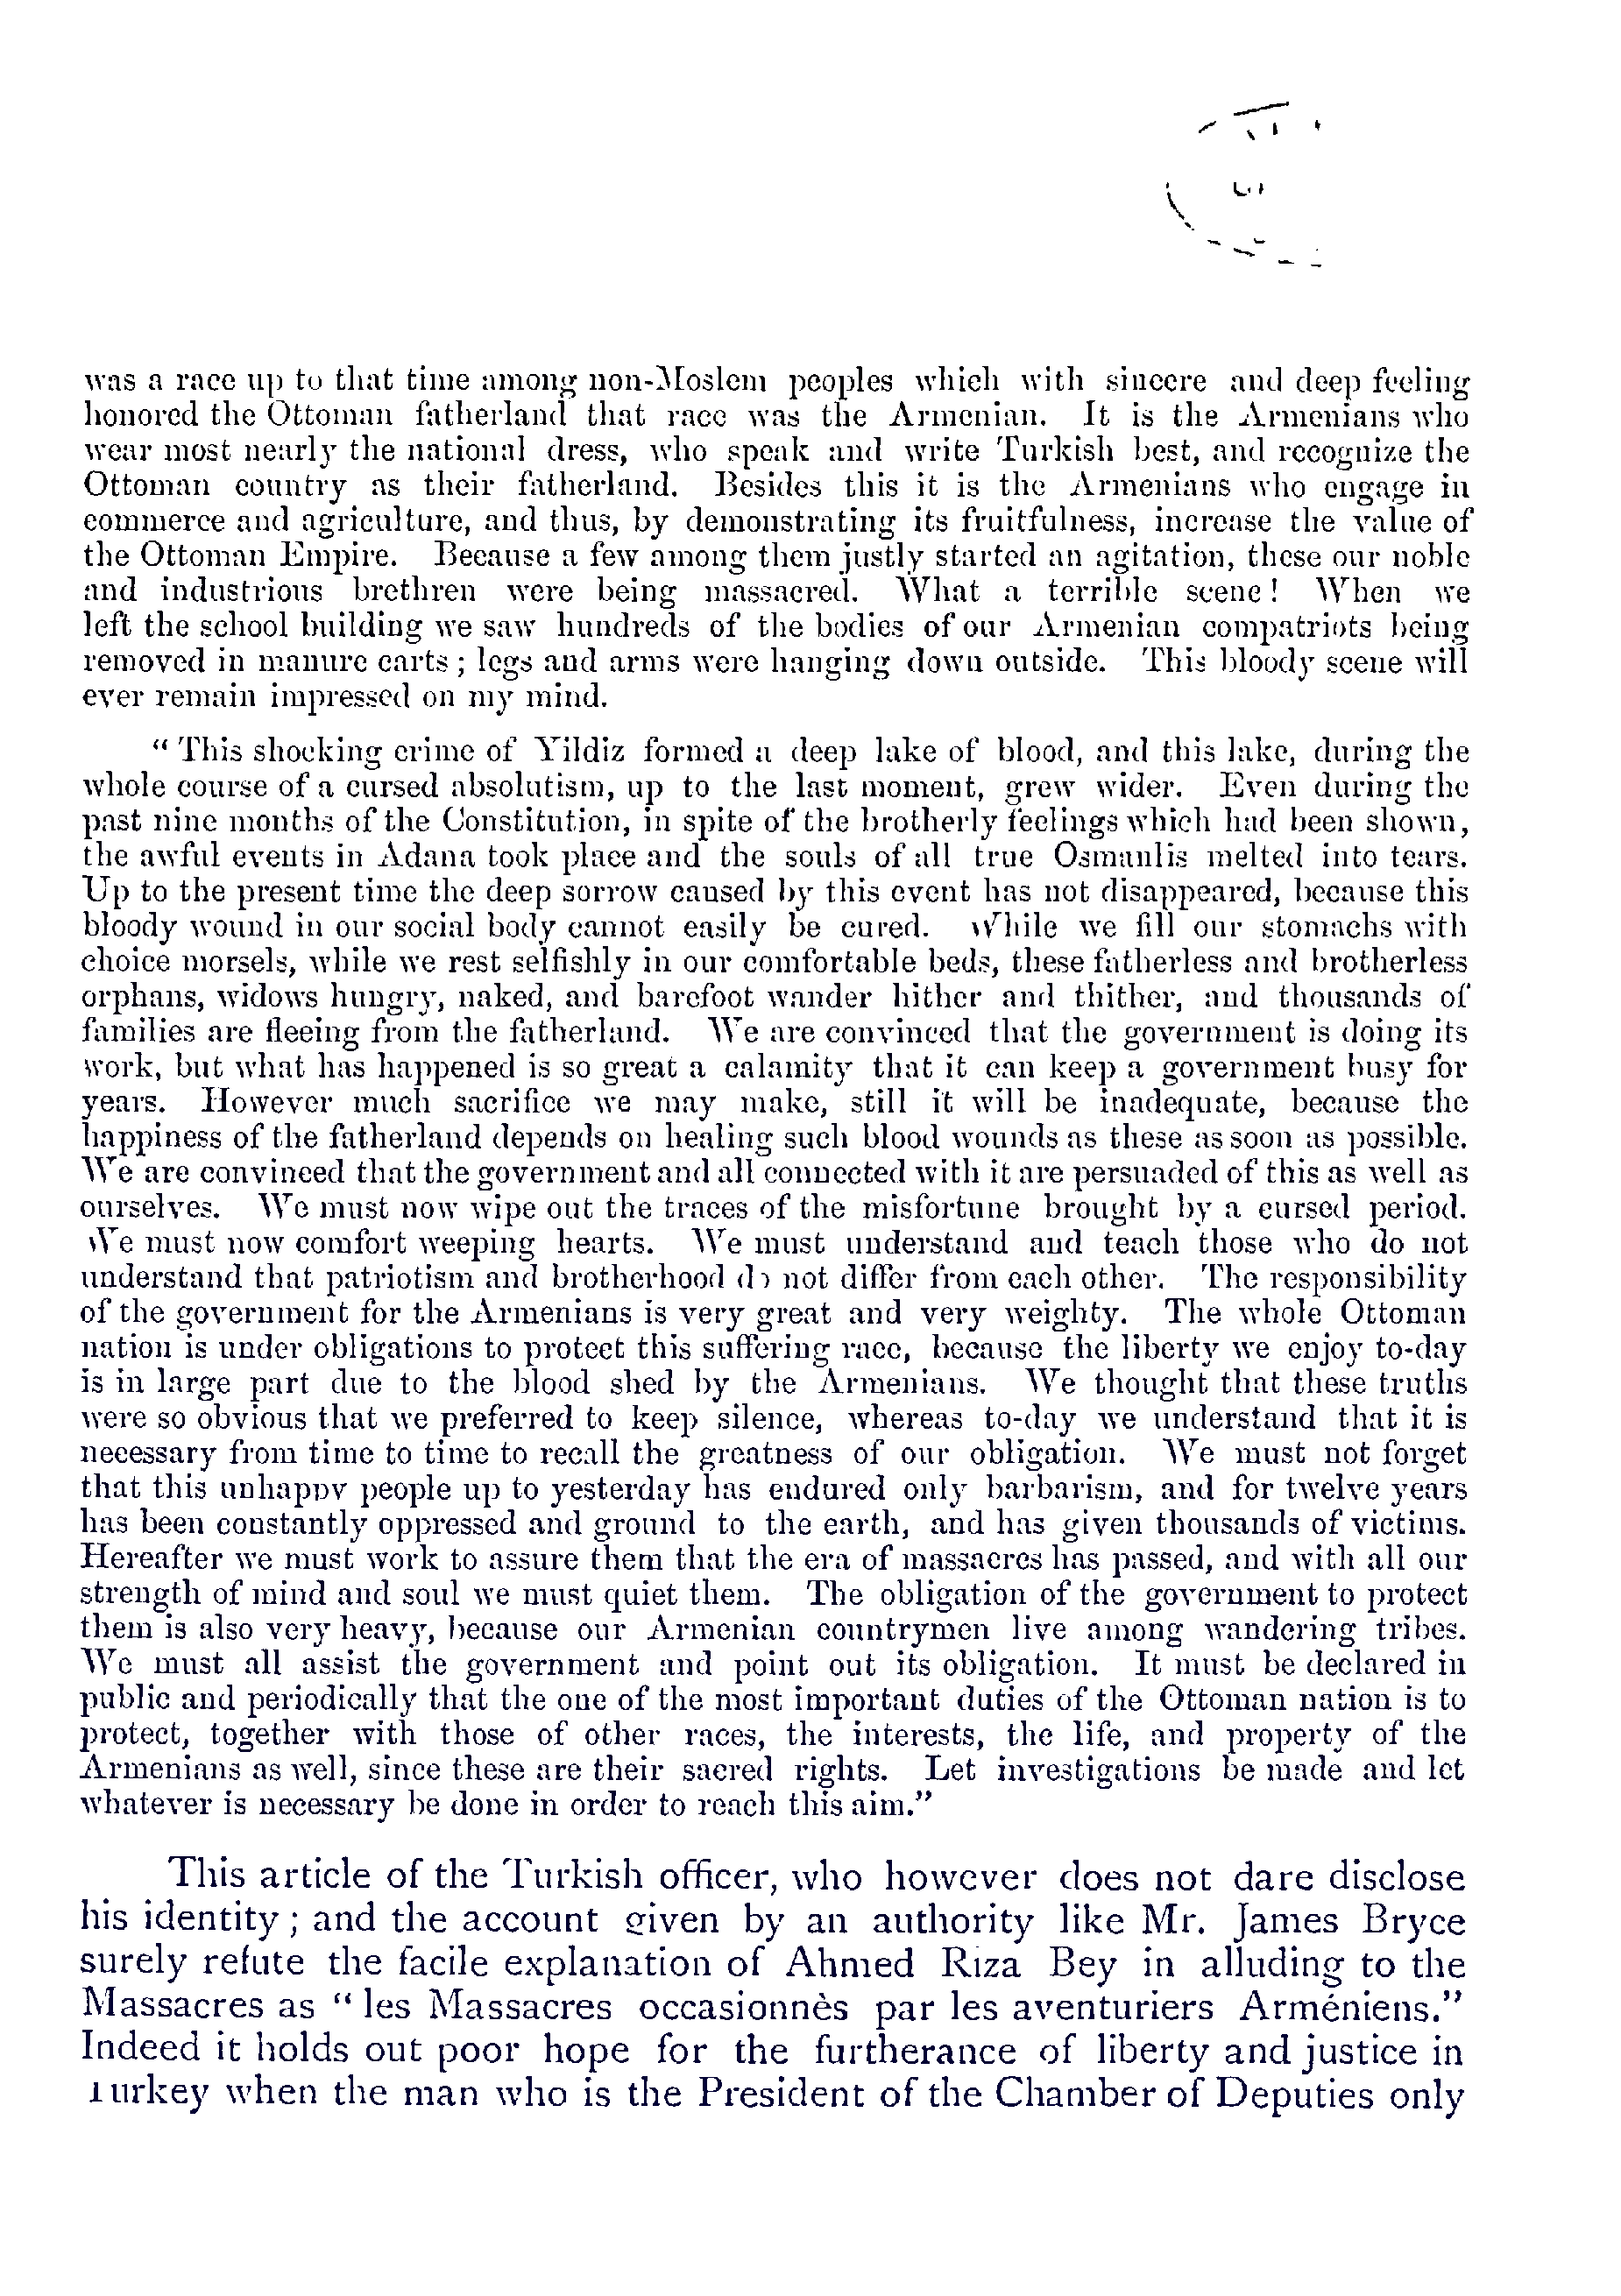 was a race up to that time among non-Moslem peoples which with sincere and deep feeling
honored the Ottoman fatherland that race was the Armenian. It is the Armenians who
wear most nearly the national dress, who speak and write Turkish best, and recognize the
Ottoman country as their fatherland. Besides this it is the Armenians who engage in
commerce and agriculture, and thus, by demonstrating its fruitfulness, increase the value of
the Ottoman Empire. Because a few among them justly started an agitation, these our noble
and industrious brethren were being massacred. What a terrible scene! When we
left the school building we saw hundreds of the bodies of our Armenian compatriots being
removed in manure carts; legs and arms were hanging down outside. This bloody scene will
ever remain impressed on my mind.
"This shocking crime of Yildiz formed a deep lake of blood, and this lake, during the
whole course of a cursed absolutism, up to the last moment, grew wider. Even during the
past nine months of the Constitution, in spite of the brotherly feelings which had been shown,
the awful events in Adana took place and the souls of all true Osmanlis melted into tears.
Up to the present time the deep sorrow caused by this event has not disappeared, because this
bloody wound in our social body cannot easily be cured. While we fill our stomachs with
choice morsels, while we rest selfishly in our comfortable beds, these fatherless and brotherless
orphans, widows hungry, naked, and barefoot wander hither and thither, and thousands of
families are fleeing from the fatherland. We are convinced that the government is doing its
work, but what has happened is so great a calamity that it can keep a government busy for
years. However much sacrifice we may make, still it will be inadequate, because the
happiness of the fatherland depends on healing such blood wounds as these as soon as possible.
We are convinced that the government and all connected with it are persuaded of this as well as
ourselves. We must now wipe out the traces of the misfortune brought by a cursed period.
We must now comfort weeping hearts. We must understand and teach those who do not
understand that patriotism and brotherhood do not differ from each other. The responsibility
of the government for the Armenians is very great and very weighty. The whole Ottoman
nation is under obligations to protect this suffering race, because the liberty we enjoy to-day
is in large part due to the blood shed by the Armenians. We thought that these truths
were so obvious that we preferred to keep silence, whereas to-day we understand that it is
necessary from time to time to recall the greatness of our obligation. We must not forget
that this unhappy people up to yesterday has endured only barbarism, and for twelve years
has been constantly oppressed and ground to the earth, and has given thousands of victims.
Hereafter we must work to assure them that the era of massacres has passed, and with all our
strength of mind and soul we must quiet them. The obligation of the government to protect
them is also very heavy, because our Armenian countrymen live among wandering tribes.
We must all assist the government and point out its obligation. It must be declared in
public and periodically that the one of the most important duties of the Ottoman nation is to
protect, together with those of other races, the interests, the life, and property of the
Armenians as well, since these are their sacred rights. Let investigations be made and let
whatever is necessary be done in order to reach this aim."
This article of the Turkish officer, who however does not dare disclose
his identity; and the account given by an authority like Mr. James Bryce
surely refute the facile explanation of Ahmed Riza Bey in alluding to the
Massacres as "les Massacres occasionnès par les aventuriers Arméniens."
Indeed it holds out poor hope for the furtherance of liberty and justice in
Turkey when the man who is the President of the Chamber of Deputies only